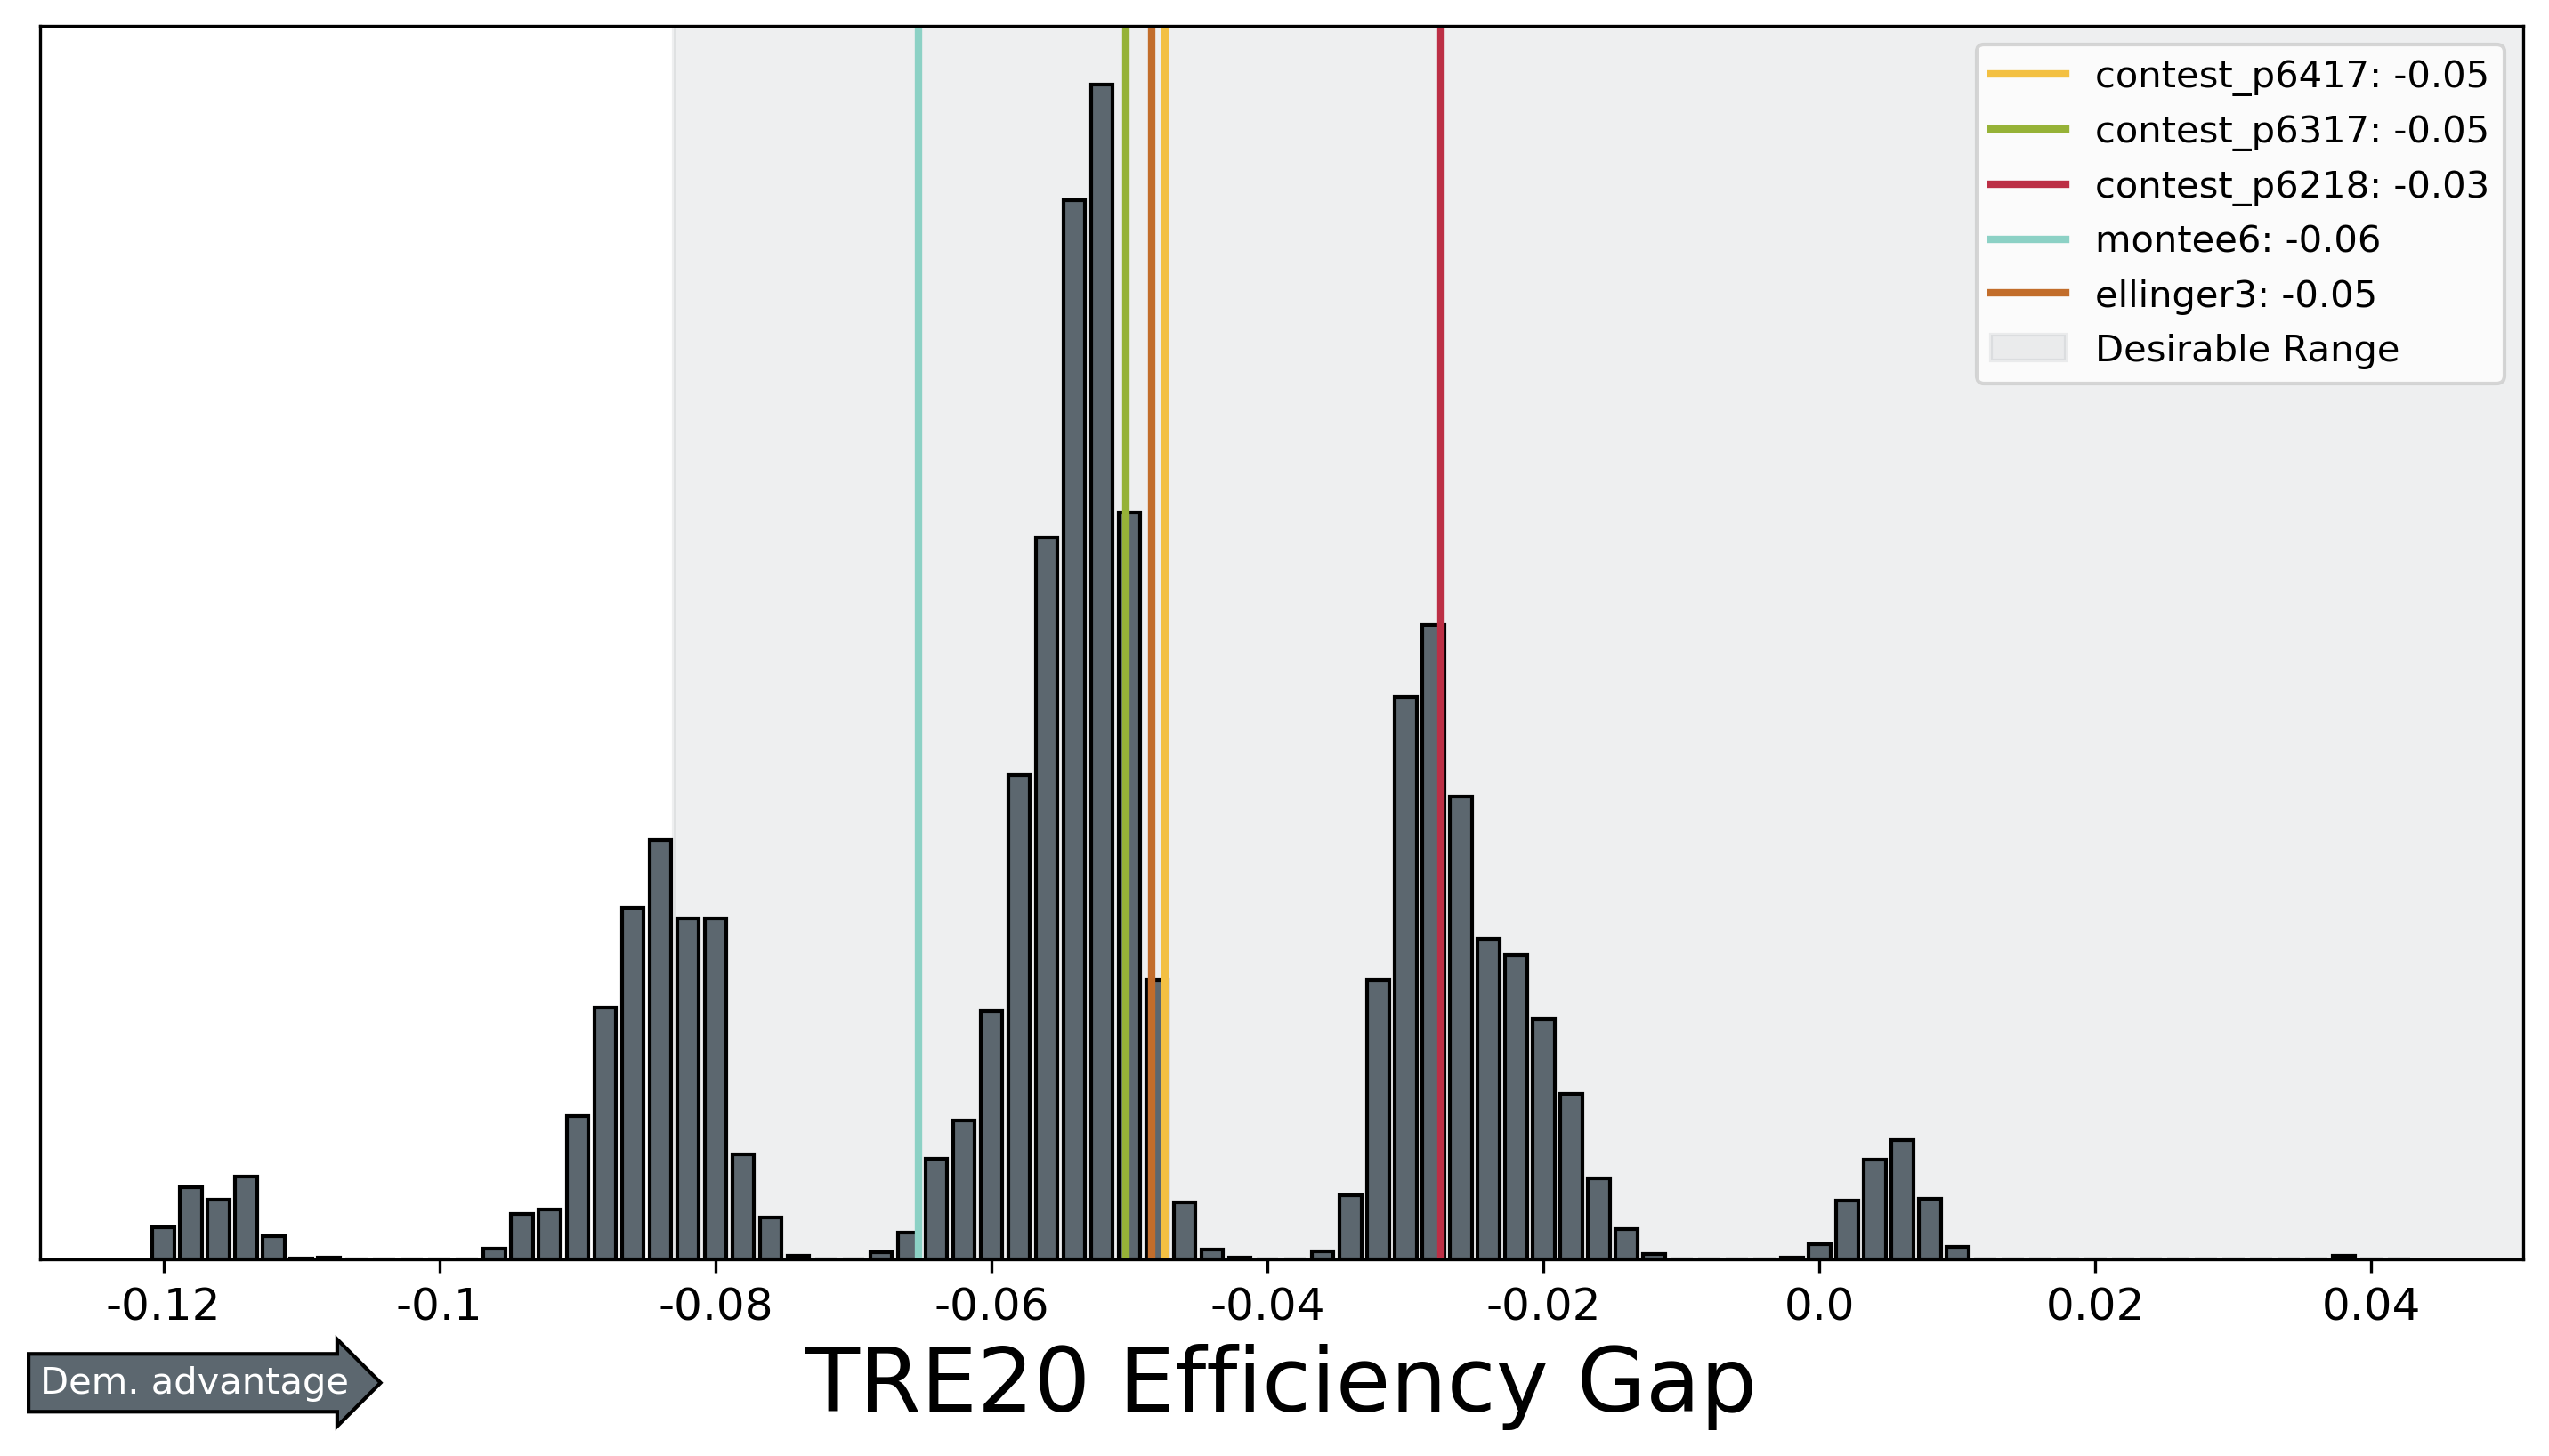 contest_p6417: -0.05
contest_p6317: -0.05
contest_p6218: -0.03
montee6: -0.06
ellinger3: -0.05
Desirable Range
-0.12 -0.1 -0.08 -0.06 -0.04 -0.02 0.0 0.02 0.04
Dem. advantage
TRE20 Efficiency Gap